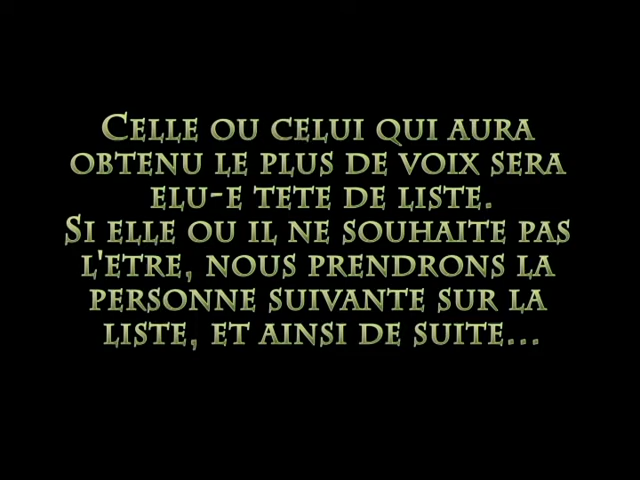 Celle ou celui qui aura
obtenu le plus de voix sera
elu-e tete de liste.
Si elle ou il ne souhaite pas
l'etre, nous prendrons la
personne suivante sur la
liste, et ainsi de suite...